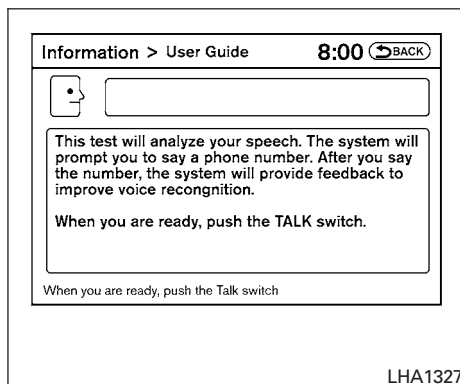 Information > User Guide 8:00 BACK
This test will analyze your speech. The system will
prompt you to say a phone number. After you say
the number, the system will provide feedback to
improve voice recongnition.
When you are ready, push the TALK switch.
When you are ready, push the Talk switch
LHA1327